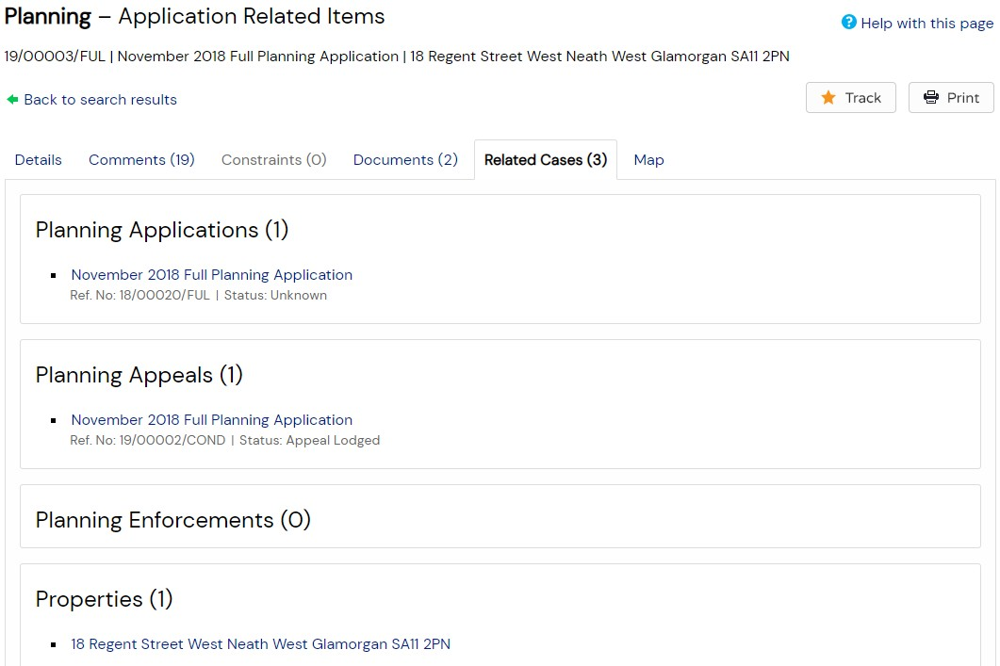 Planning – Application Related Items
Help with this page
19/00003/FUL | November 2018 Full Planning Application | 18 Regent Street West Neath West Glamorgan SA11 2PN
Back to search results
Track
Print
Details
Comments (19)
Constraints (0)
Documents (2)
Related Cases (3)
Map
Planning Applications (1)
November 2018 Full Planning Application
Ref. No: 18/00020/FUL | Status: Unknown
Planning Appeals (1)
November 2018 Full Planning Application
Ref. No: 19/00002/COND | Status: Appeal Lodged
Planning Enforcements (0)
Properties (1)
18 Regent Street West Neath West Glamorgan SA11 2PN